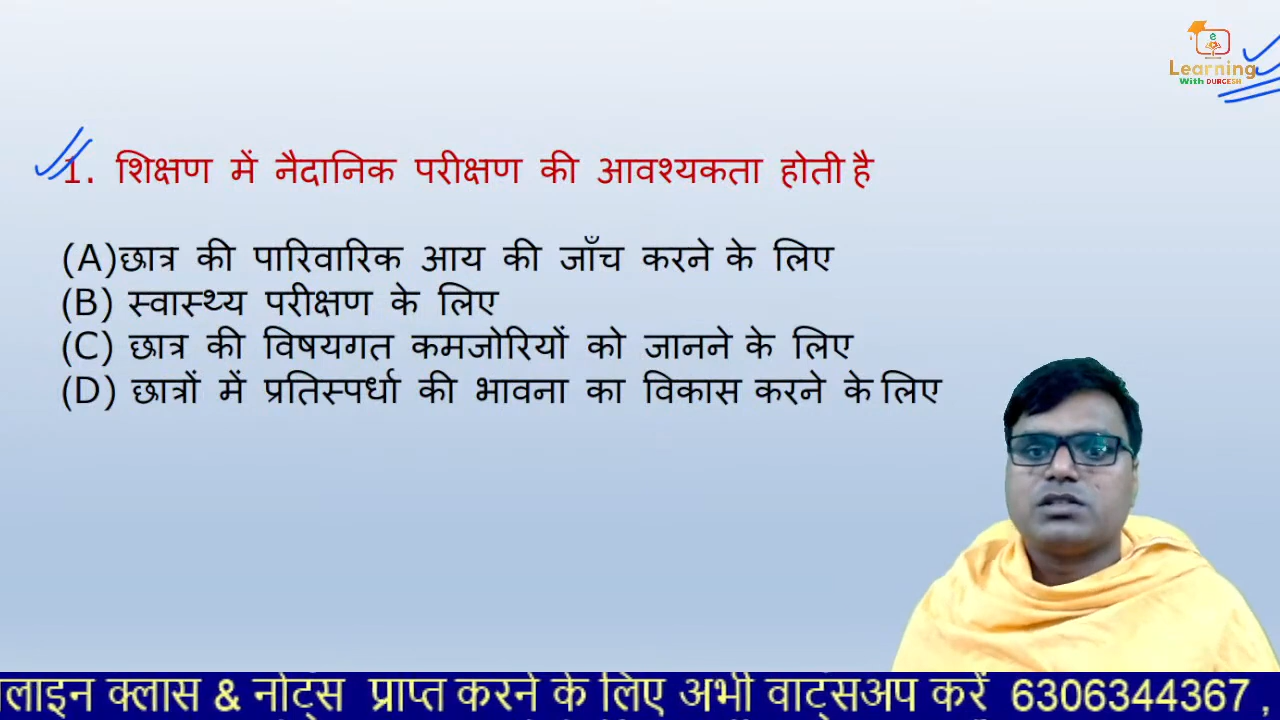 e
Learning
With DURGESH
1. शिक्षण में नैदानिक परीक्षण की आवश्यकता होती है
(A)छात्र की पारिवारिक आय की जाँच करने के लिए
(B) स्वास्थ्य परीक्षण के लिए
(C) छात्र की विषयगत कमजोरियों को जानने के लिए
(D) छात्रों में प्रतिस्पर्धा की भावना का विकास करने के लिए
लाइन क्लास & नोट्स प्राप्त करने के लिए अभी वाट्सअप करें 6306344367 ,